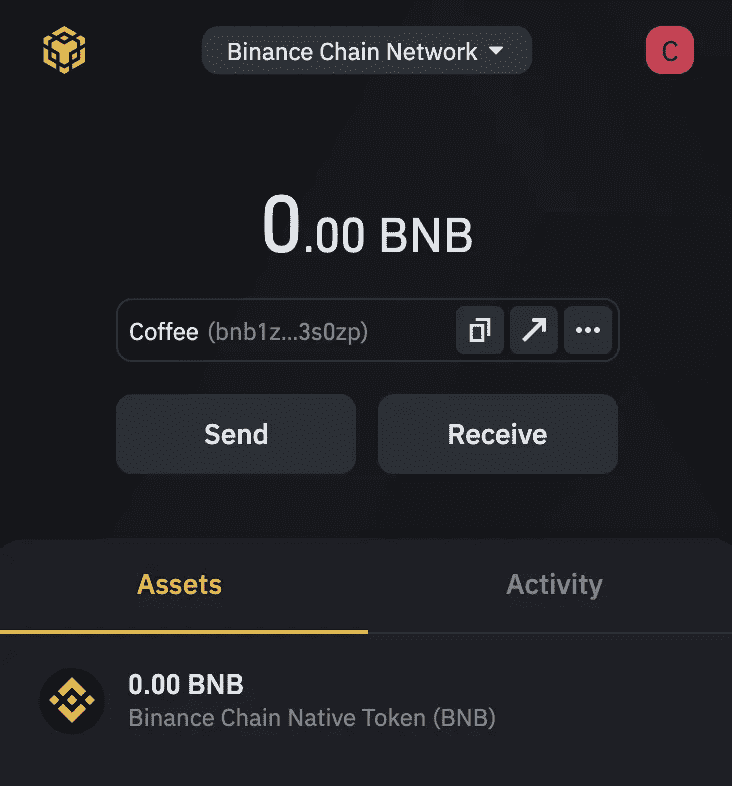 Binance Chain Network
C
0.00 BNB
Coffee (bnb1z...3s0zp)
Send Receive
Assets Activity
0.00 BNB
Binance Chain Native Token (BNB)